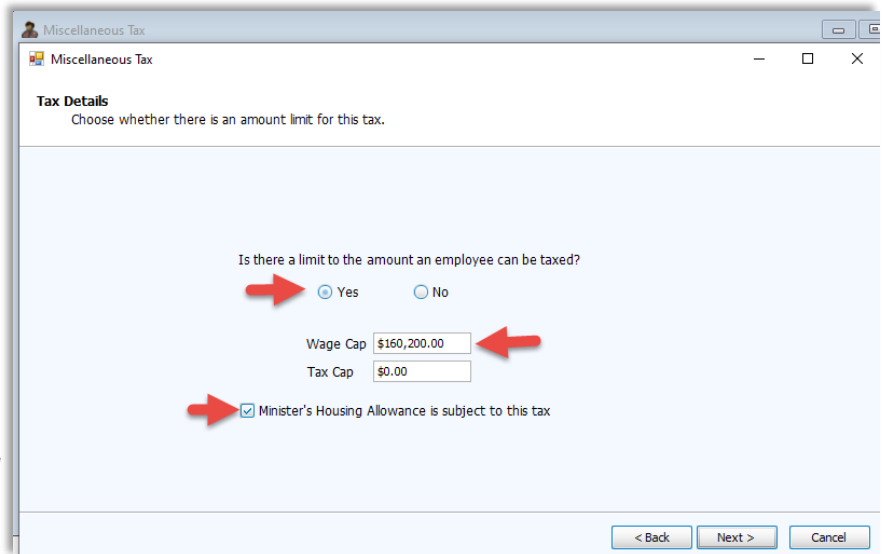 Miscellaneous Tax
Miscellaneous Tax
Tax Details
Choose whether there is an amount limit for this tax.
Is there a limit to the amount an employee can be taxed?
Yes No
Wage Cap $160,200.00
Tax Cap $0.00
Minister's Housing Allowance is subject to this tax
< Back Next > Cancel